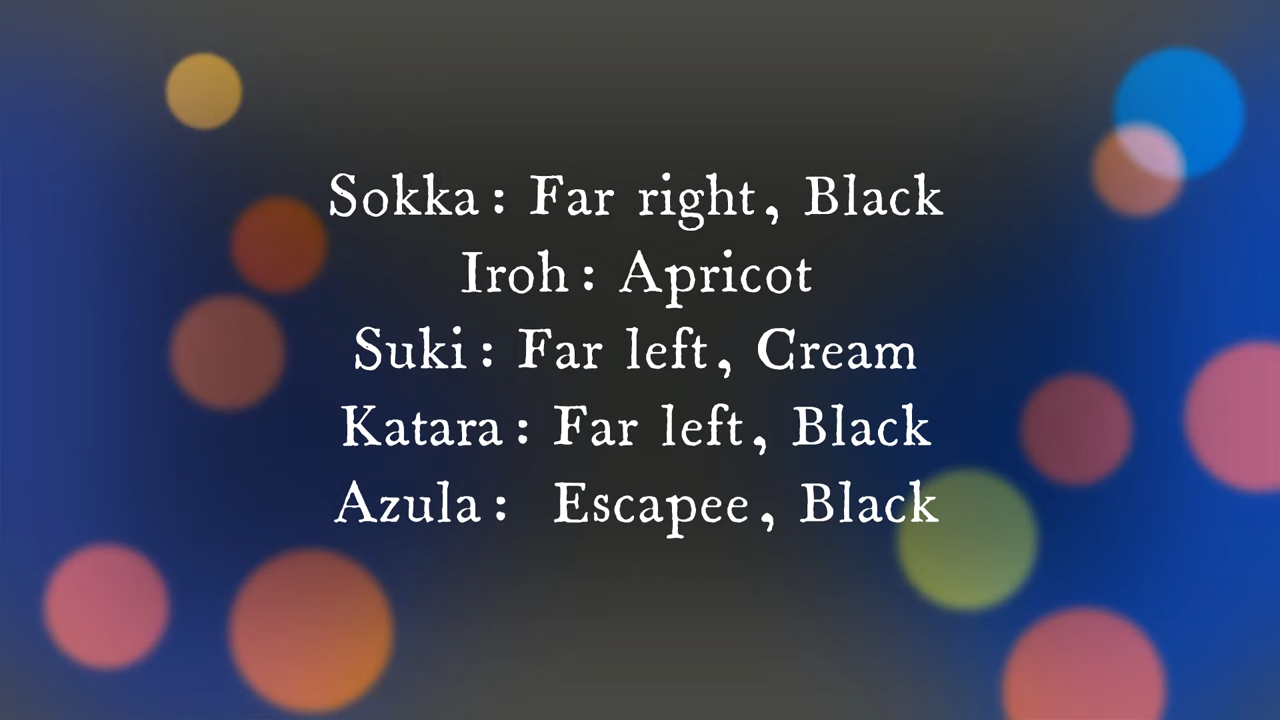 Sokka: Far right, Black
Iroh: Apricot
Suki: Far left, Cream
Katara: Far left, Black
Azula: Escapee, Black